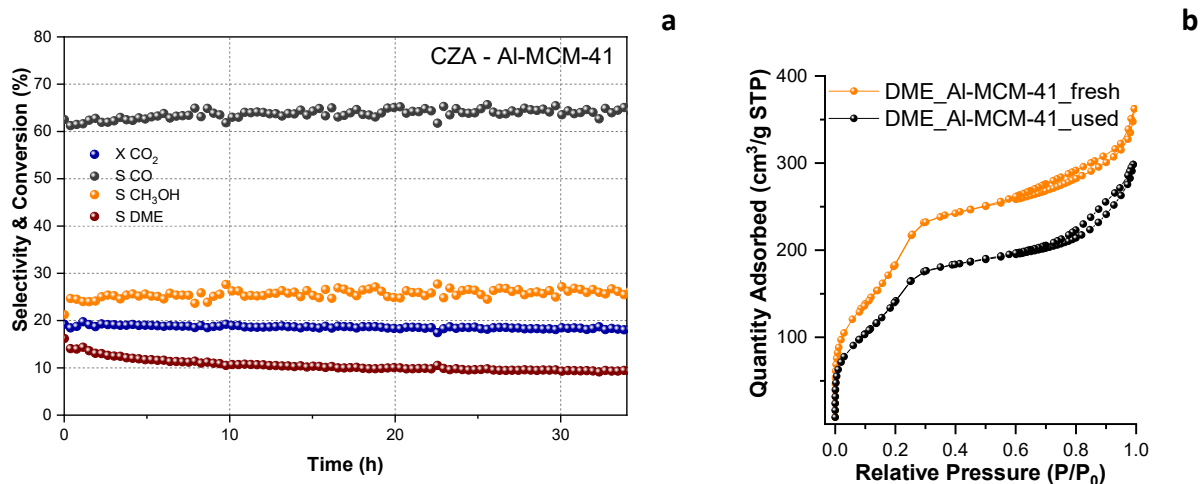 a
CZA - Al-MCM-41
80
70
60
50
40
30
20
10
0
Selectivity & Conversion (%)
X CO₂
S CO
S CH₃OH
S DME
0
10
20
30
Time (h)
b
DME_Al-MCM-41_fresh
DME_Al-MCM-41_used
400
300
200
100
Quantity Adsorbed (cm³/g STP)
0.0
0.2
0.4
0.6
0.8
1.0
Relative Pressure (P/P₀)